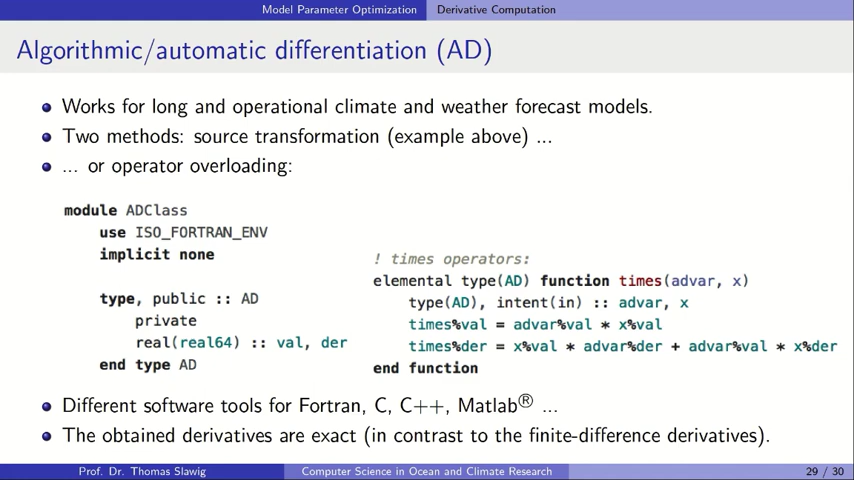 Model Parameter Optimization Derivative Computation
Algorithmic/automatic differentiation (AD)
Works for long and operational climate and weather forecast models.
Two methods: source transformation (example above) ...
... or operator overloading:
module ADClass
use ISO_FORTRAN_ENV
implicit none
type, public :: AD
private
real(real64) :: val, der
end type AD
! times operators:
elemental type(AD) function times(advar, x)
type(AD), intent(in) :: advar, x
times%val = advar%val * x%val
times%der = x%val * advar%der + advar%val * x%der
end function
Different software tools for Fortran, C, C++, Matlab® ...
The obtained derivatives are exact (in contrast to the finite-difference derivatives).
Prof. Dr. Thomas Slawig Computer Science in Ocean and Climate Research 29 / 30